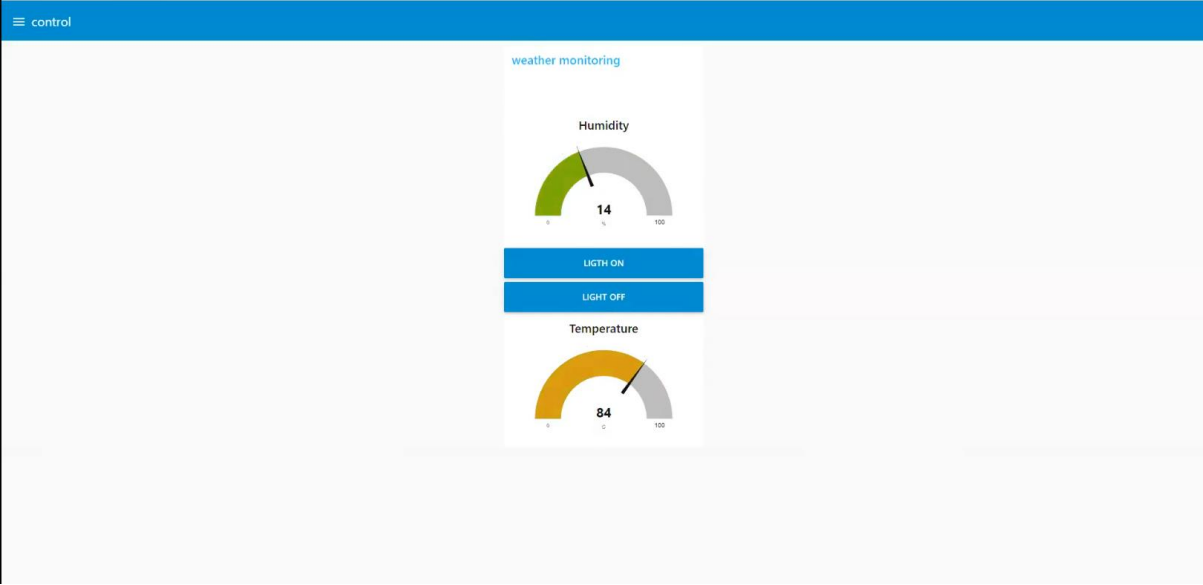 control
weather monitoring
Humidity
14
0
%
100
LIGTH ON
LIGHT OFF
Temperature
84
0
C
100